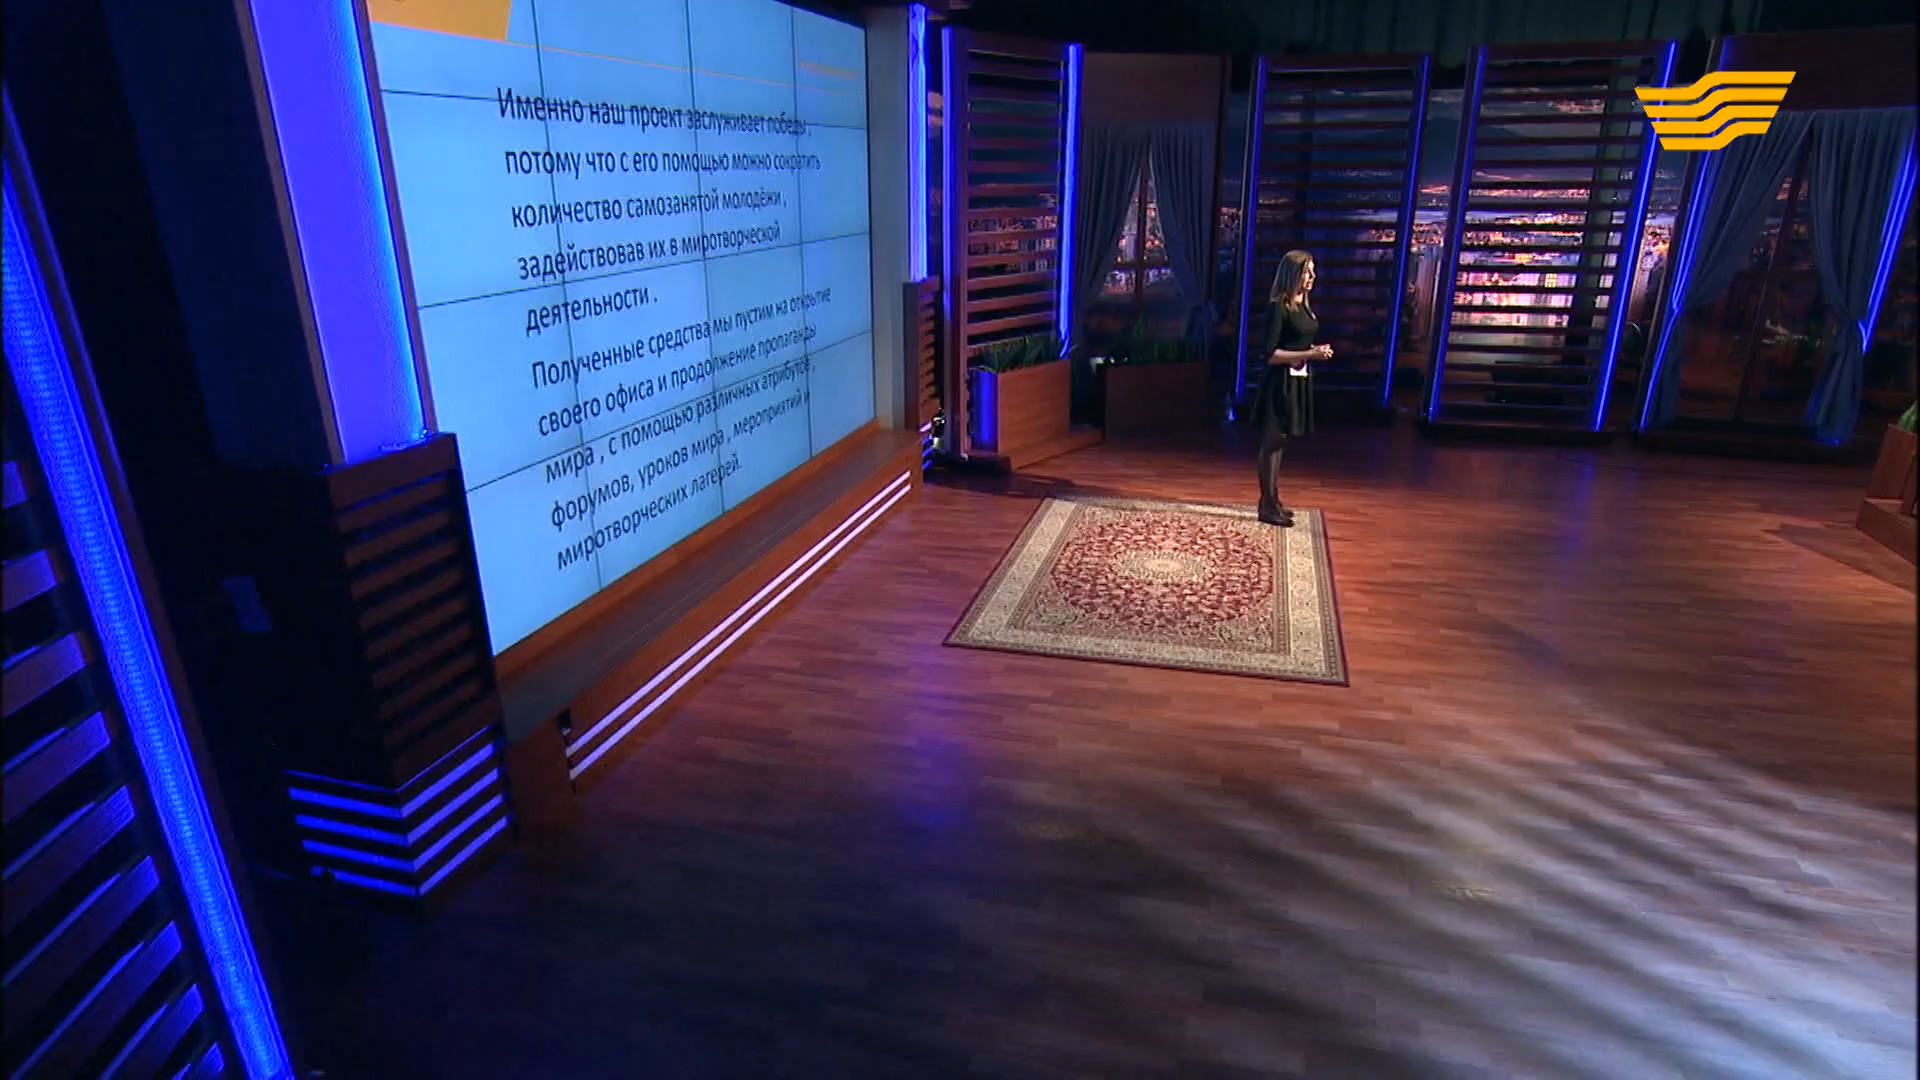 Именно наш проект заслуживает победы ,
потому что с его помощью можно сократить
количество самозанятой молодёжи ,
задействовав их в миротворческой
деятельности .
Полученные средства мы пустим на открытие
своего офиса и продолжение пропаганды
мира , с помощью различных атрибутов ,
форумов, уроков мира , мероприятий и
миротворческих лагерей.